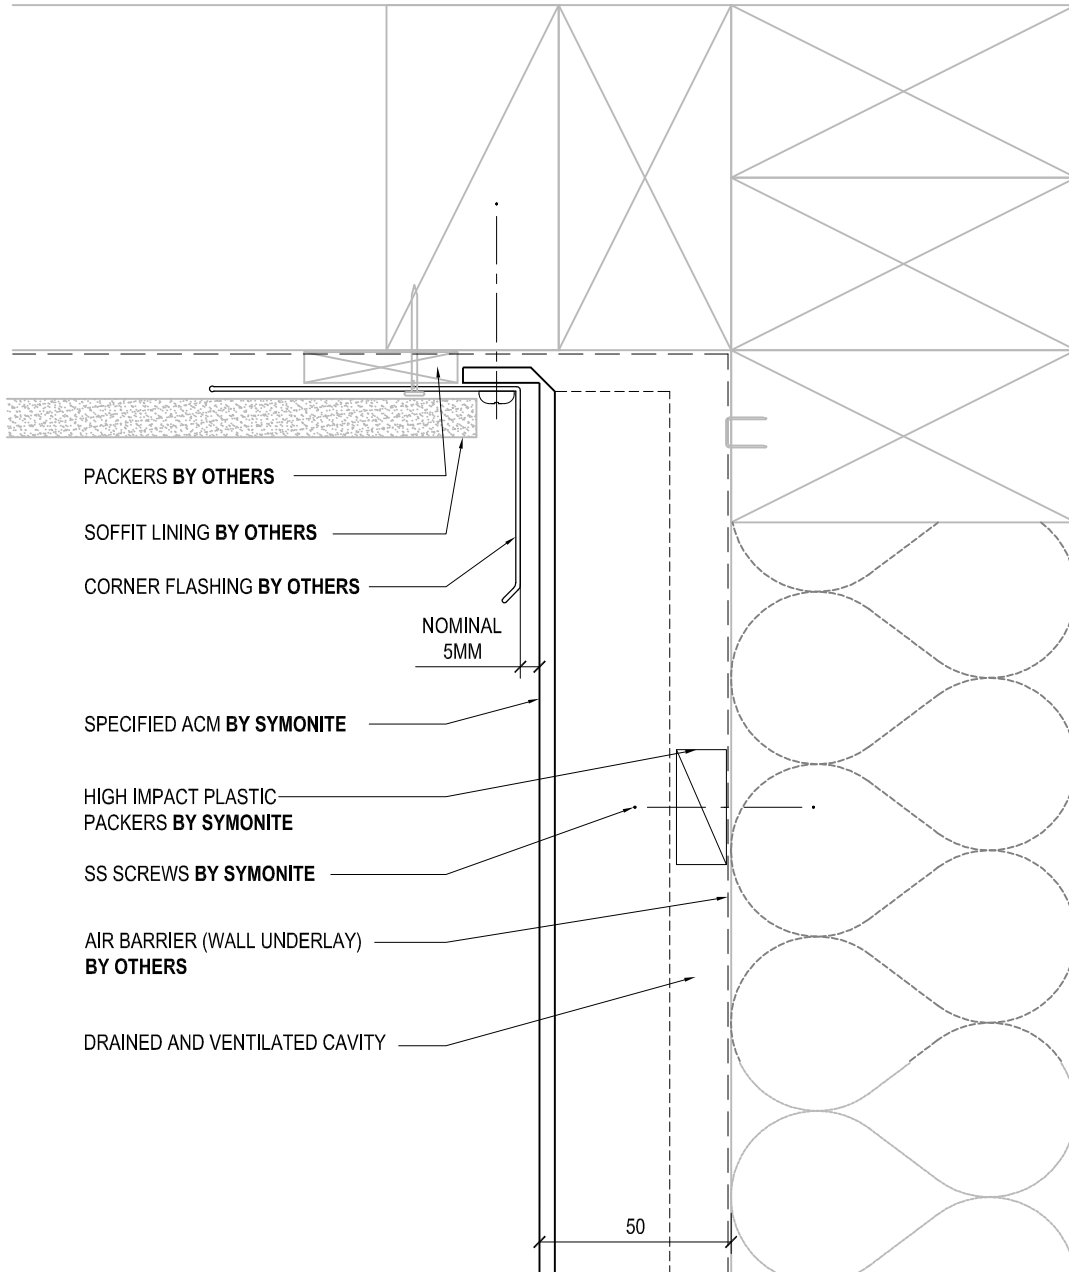 PACKERS BY OTHERS
SOFFIT LINING BY OTHERS
CORNER FLASHING BY OTHERS
NOMINAL
5MM
SPECIFIED ACM BY SYMONITE
HIGH IMPACT PLASTIC
PACKERS BY SYMONITE
SS SCREWS BY SYMONITE
AIR BARRIER (WALL UNDERLAY)
BY OTHERS
DRAINED AND VENTILATED CAVITY
50